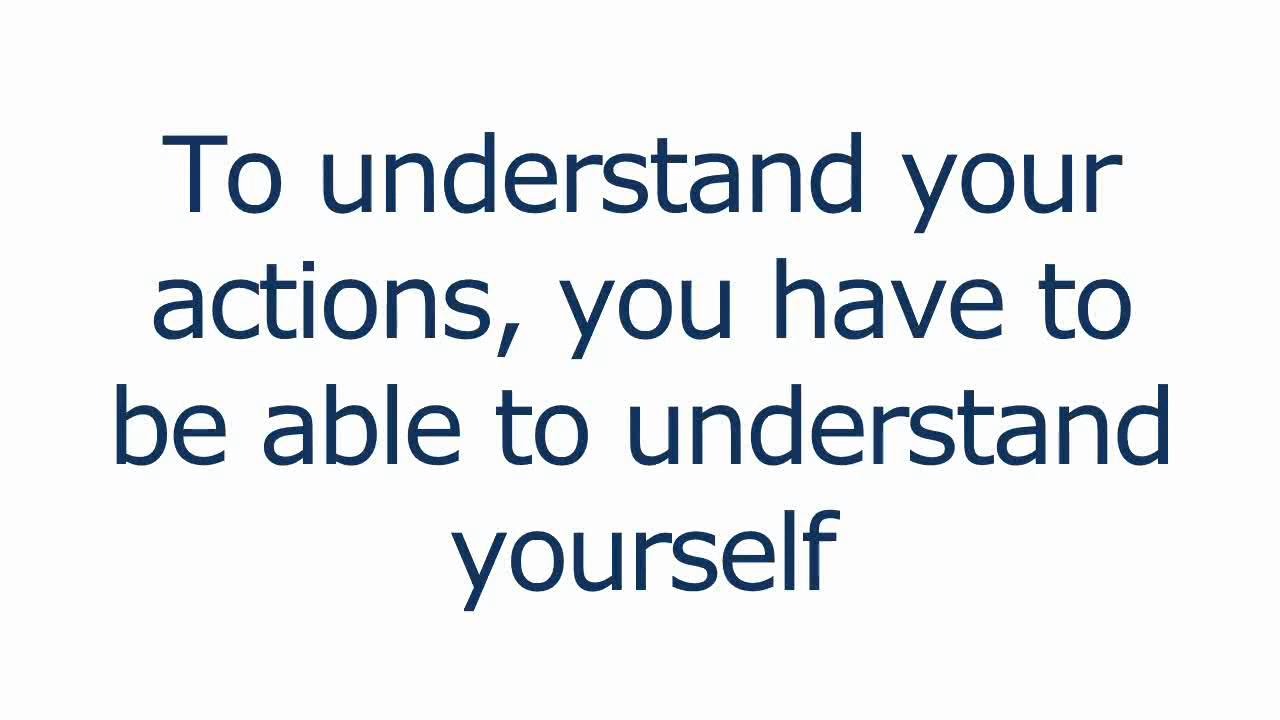 To understand your
actions, you have to
be able to understand
yourself